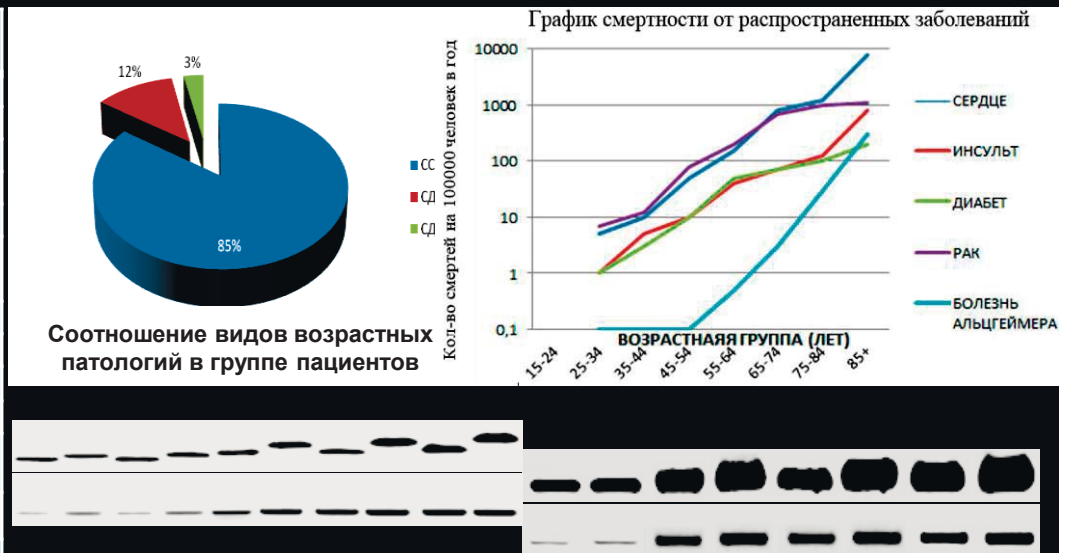 График смертности от распространенных заболеваний
12%
3%
85%
СС
СД
СД
Соотношение видов возрастных
патологий в группе пациентов
Кол-во смертей на 100000 человек в год
10000
1000
100
10
1
0,1
ВОЗРАСТНАЯЯ ГРУППА (ЛЕТ)
15-24
25-34
35-44
45-54
55-64
65-74
75-84
85+
СЕРДЦЕ
ИНСУЛЬТ
ДИАБЕТ
РАК
БОЛЕЗНЬ
АЛЬЦГЕЙМЕРА